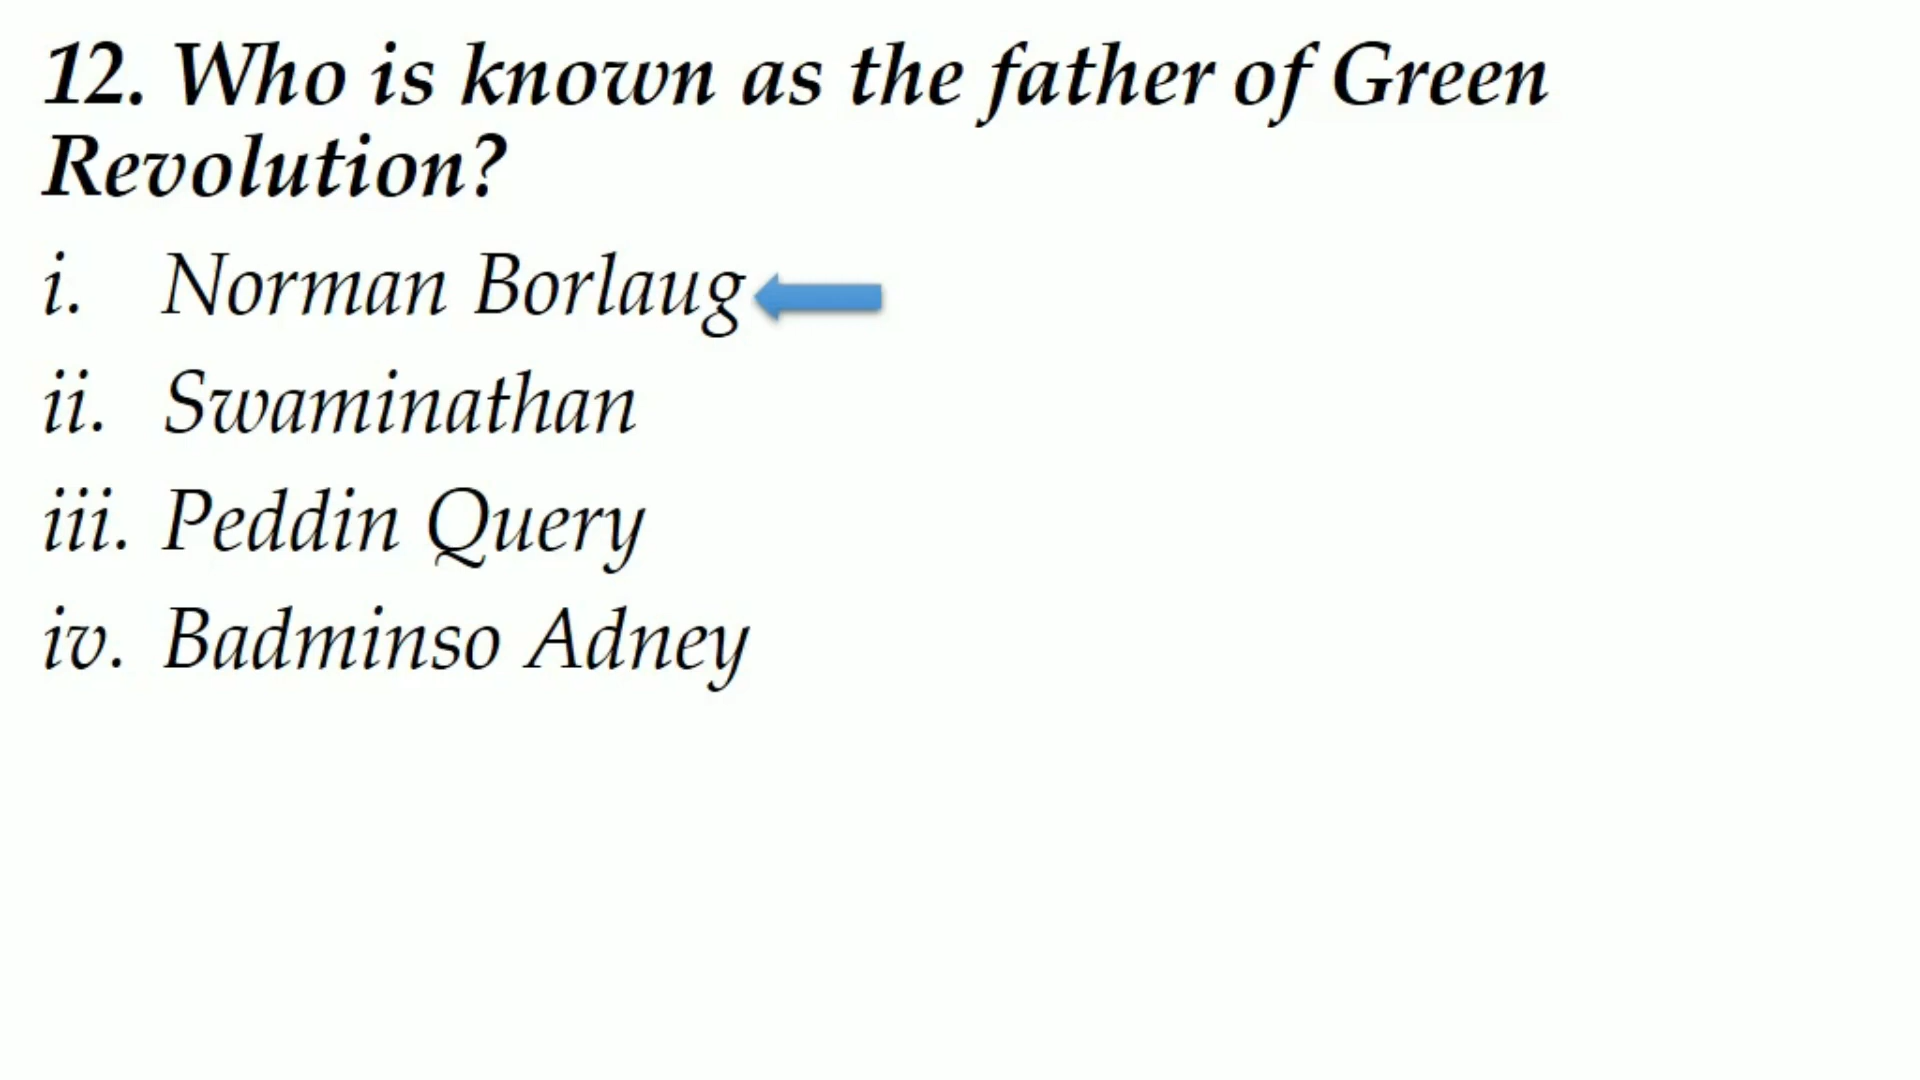 12. Who is known as the father of Green
Revolution?
i. Norman Borlaug
ii. Swaminathan
iii. Peddin Query
iv. Badminso Adney